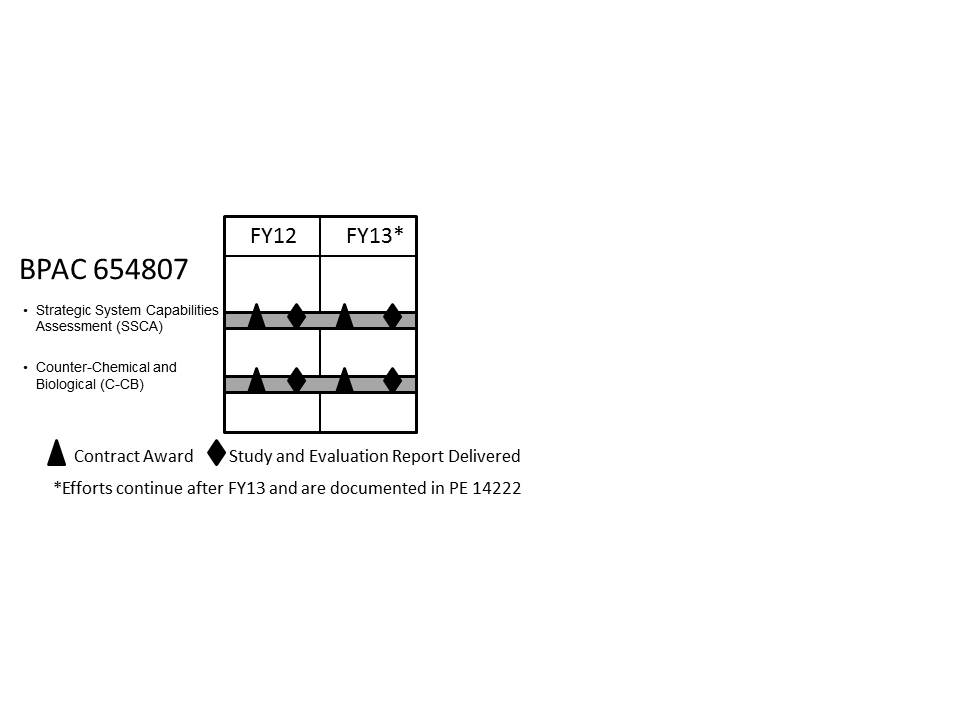 FY12 FY13*
BPAC 654807
• Strategic System Capabilities
Assessment (SSCA)
• Counter-Chemical and
Biological (C-CB)
Contract Award Study and Evaluation Report Delivered
*Efforts continue after FY13 and are documented in PE 14222